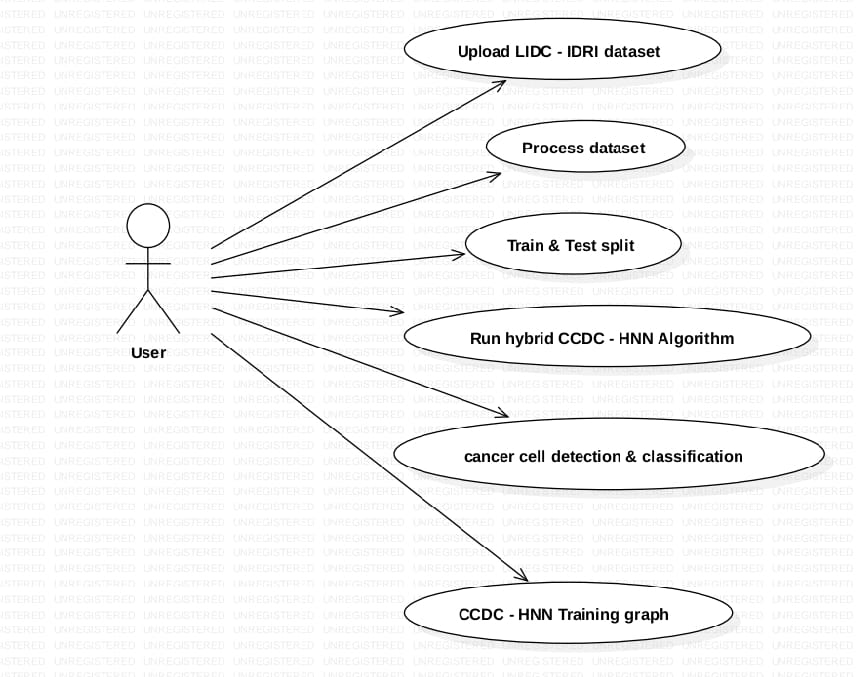 Upload LIDC - IDRI dataset
Process dataset
Train & Test split
User
Run hybrid CCDC - HNN Algorithm
cancer cell detection & classification
CCDC - HNN Training graph
UNREGISTERED